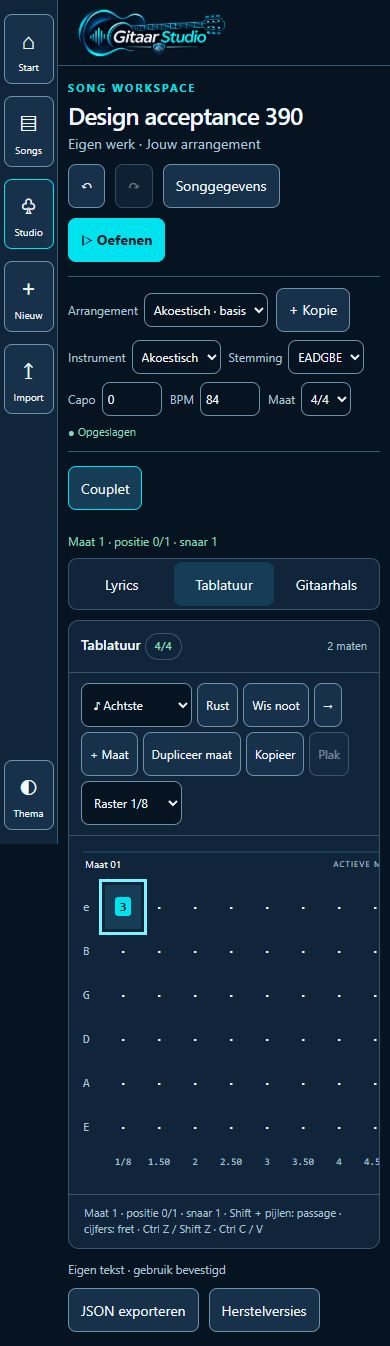 Gitaar Studio
Start
Songs
Studio
Nieuw
Import
Thema
SONG WORKSPACE
Design acceptance 390
Eigen werk · Jouw arrangement
↶ ↷ Songgegevens
▷ Oefenen
Arrangement Akoestisch · basis + Kopie
Instrument Akoestisch Stemming EADGBE
Capo 0 BPM 84 Maat 4/4
● Opgeslagen
Couplet
Maat 1 · positie 0/1 · snaar 1
Lyrics Tablatuur Gitaarhals
Tablatuur 4/4 2 maten
♪ Achtste Rust Wis noot →
+ Maat Dupliceer maat Kopieer Plak
Raster 1/8
Maat 01 ACTIEVE M
e 3
B
G
D
A
E
1/8 1.50 2 2.50 3 3.50 4 4.5
Maat 1 · positie 0/1 · snaar 1 · Shift + pijlen: passage ·
cijfers: fret · Ctrl Z / Shift Z · Ctrl C / V
Eigen tekst · gebruik bevestigd
JSON exporteren Herstelversies